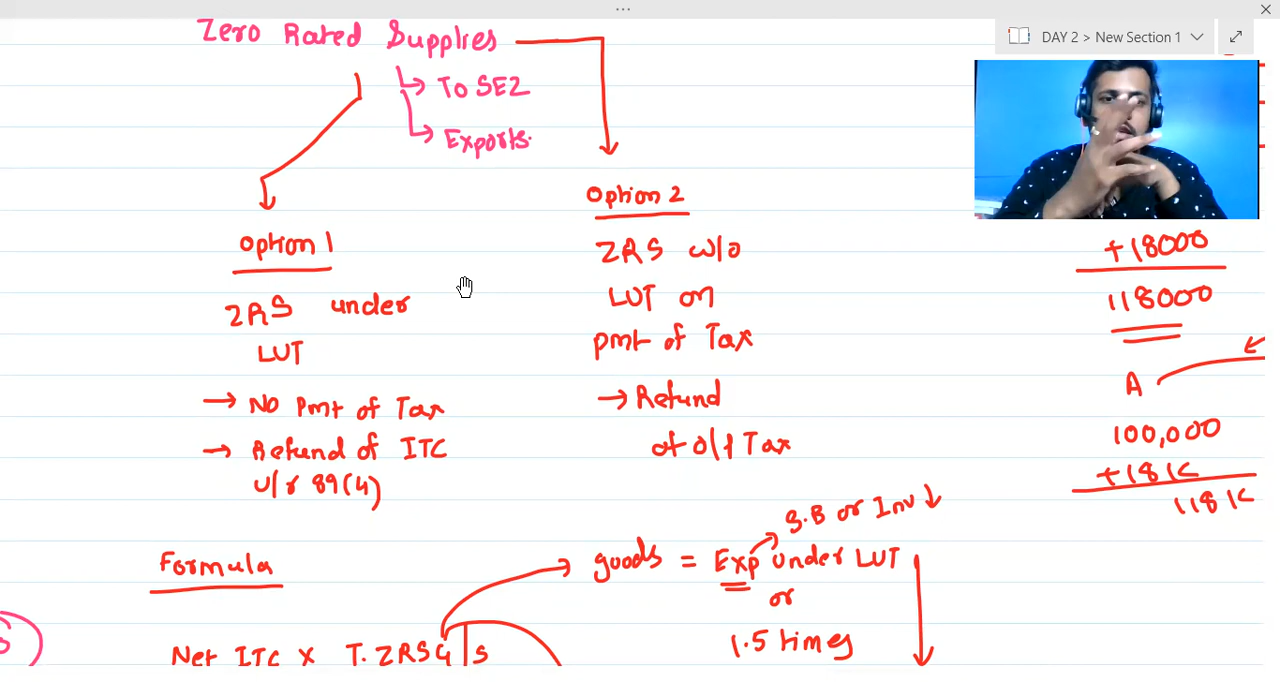 DAY 2 > New Section 1
Zero Rated Supplies
To SEZ
Exports.
Option 1
ZRS under
LUT
→ No Pmt of Tax
→ Refund of ITC
u/r 89(4)
Option 2
ZRS w/o
LUT on
pmt of Tax
→ Refund
of O/P Tax
+18000
118000
A
100,000
+18K
118K
Formula
S.B or Inv ↓
goods = Exp under LUT
or
1.5 times
Net ITC x T. ZRSG/S
S